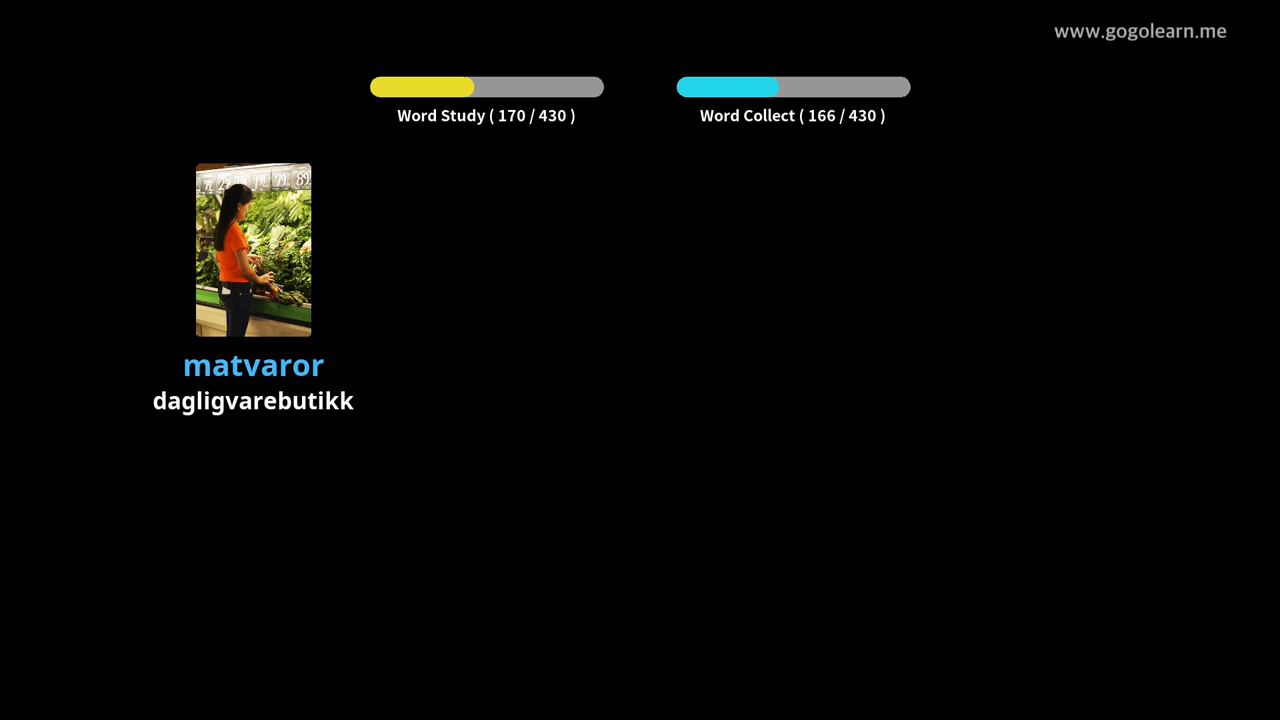 www.gogolearn.me
Word Study ( 170 / 430 )
Word Collect ( 166 / 430 )
matvaror
dagligvarebutikk